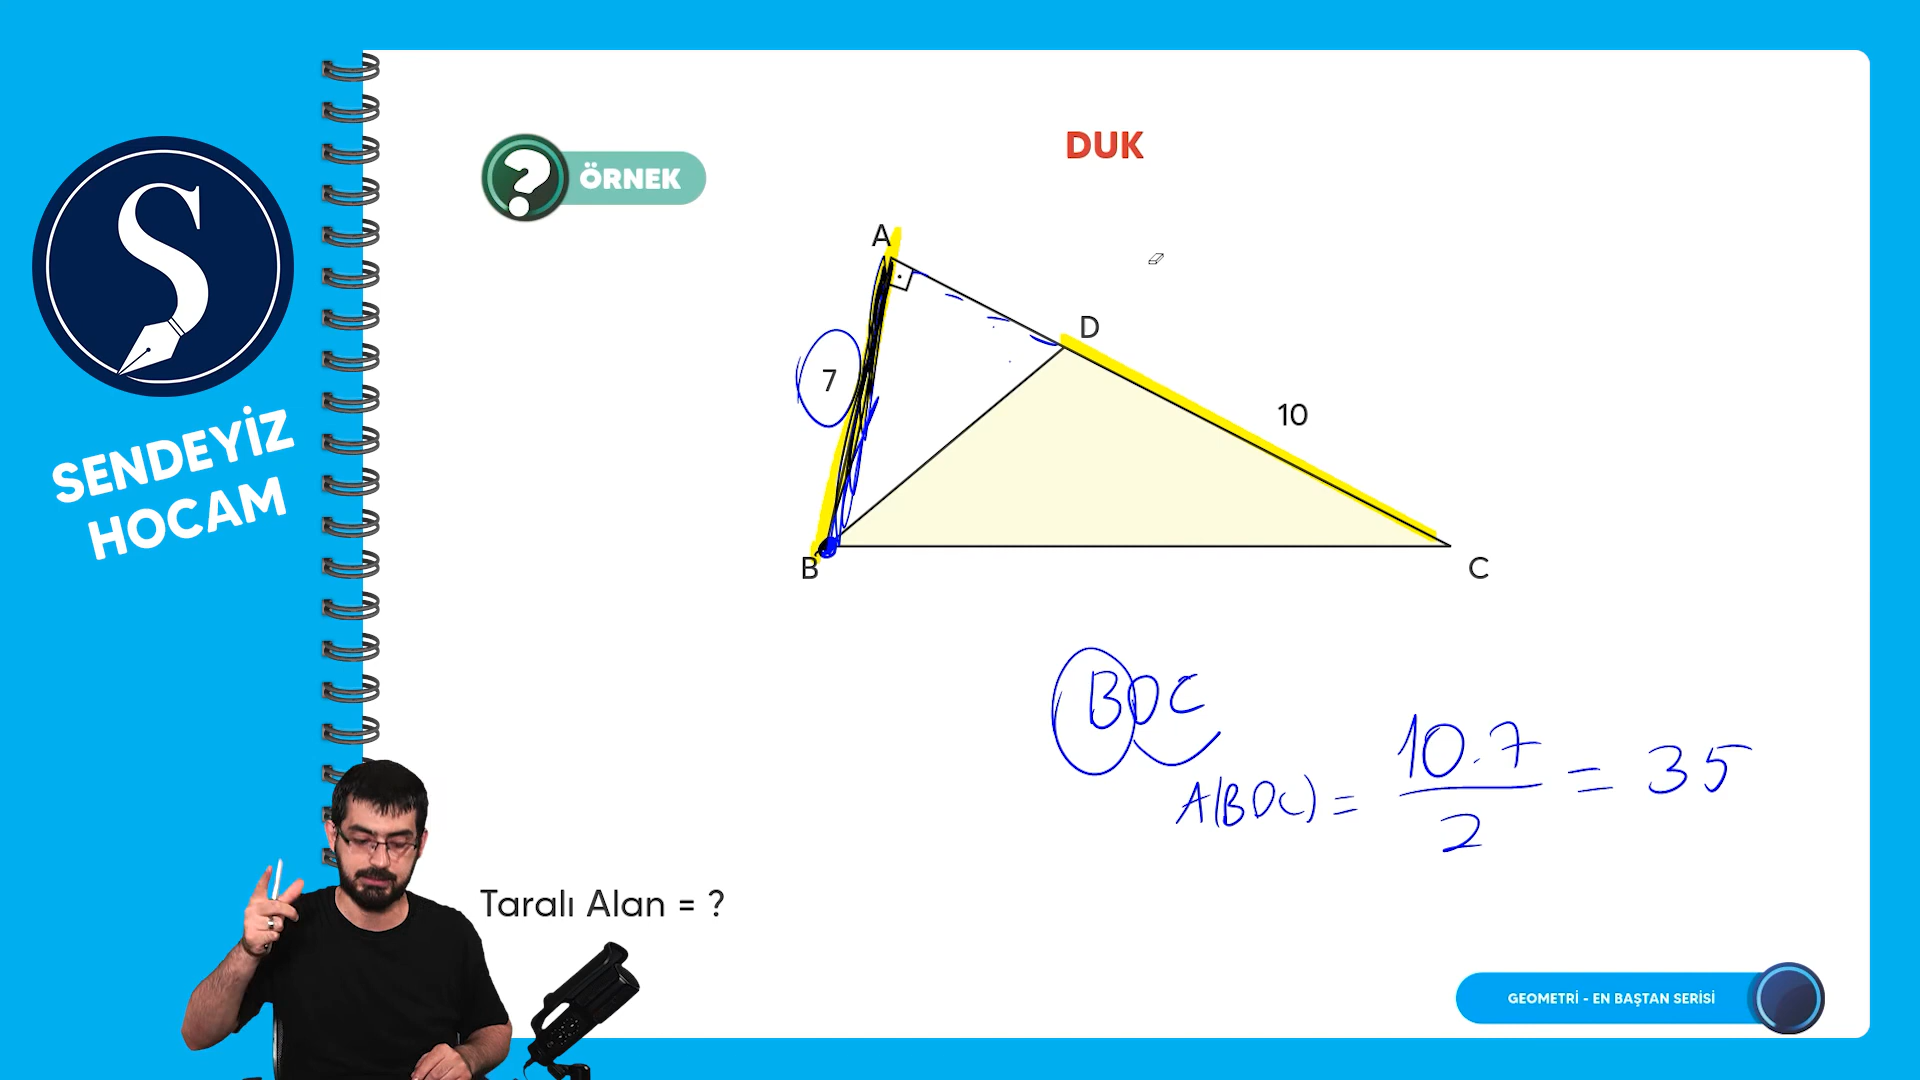 DUK
ÖRNEK
A
D
7
10
B
C
SENDEYİZ
HOCAM
BDC
A(BDC) = 10.7 / 2 = 35
Taralı Alan = ?
GEOMETRİ - EN BAŞTAN SERİSİ